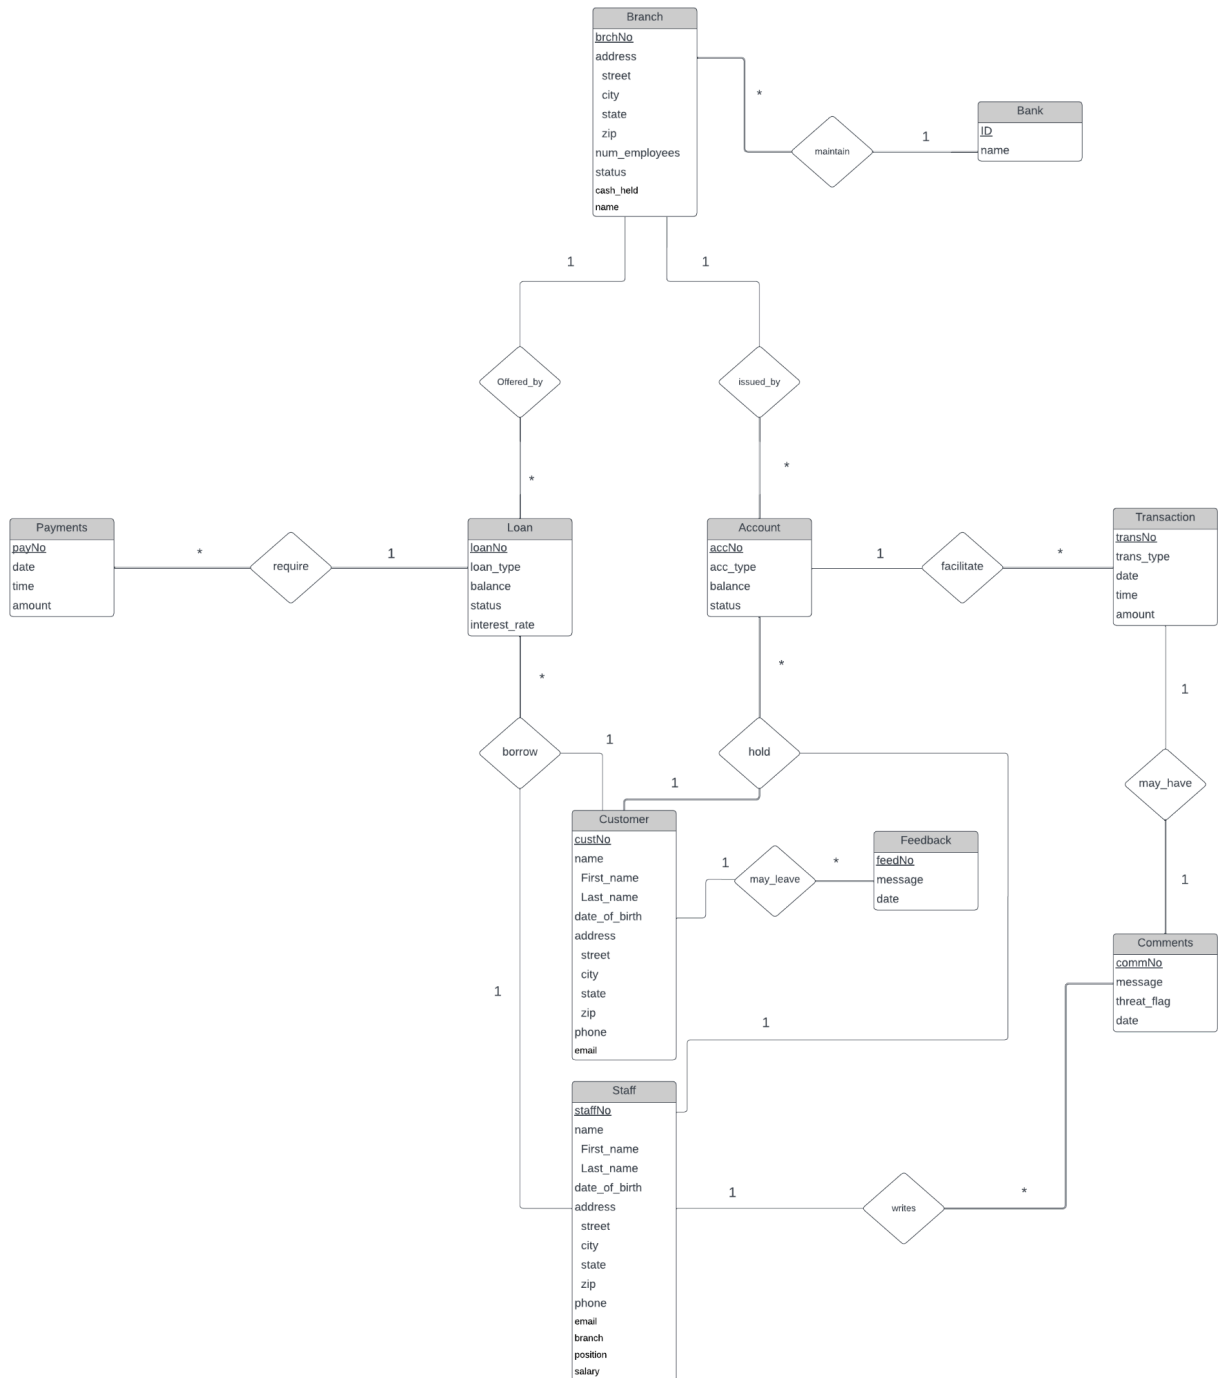 Branch
brchNo
address
street
city
state
zip
num_employees
status
cash_held
name
*
maintain
1
Bank
ID
name
1
1
Offered_by
issued_by
*
*
Payments
payNo
date
time
amount
*
require
1
Loan
loanNo
loan_type
balance
status
interest_rate
Account
accNo
acc_type
balance
status
1
facilitate
*
Transaction
transNo
trans_type
date
time
amount
*
*
1
borrow
1
hold
1
may_have
1
Customer
custNo
name
First_name
Last_name
date_of_birth
address
street
city
state
zip
phone
email
1
may_leave
*
Feedback
feedNo
message
date
Comments
commNo
message
threat_flag
date
1
1
Staff
staffNo
name
First_name
Last_name
date_of_birth
address
street
city
state
zip
phone
email
branch
position
salary
1
writes
*